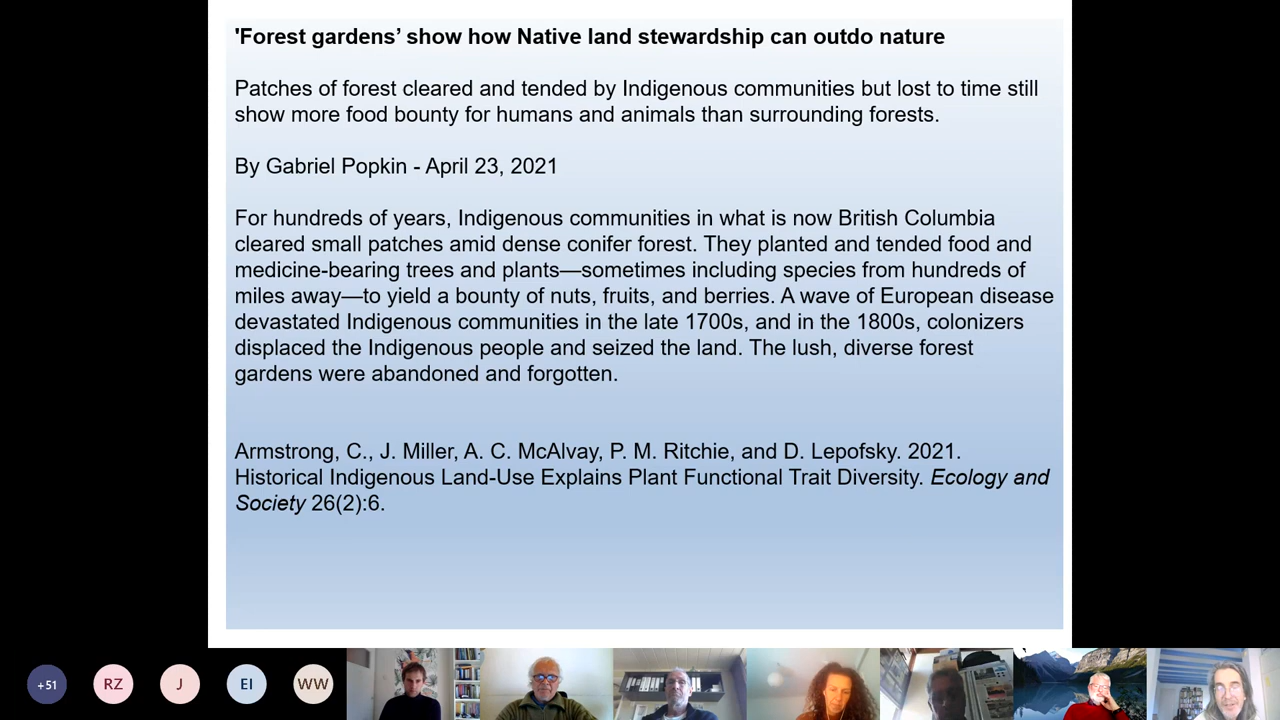 'Forest gardens’ show how Native land stewardship can outdo nature
Patches of forest cleared and tended by Indigenous communities but lost to time still
show more food bounty for humans and animals than surrounding forests.
By Gabriel Popkin - April 23, 2021
For hundreds of years, Indigenous communities in what is now British Columbia
cleared small patches amid dense conifer forest. They planted and tended food and
medicine-bearing trees and plants—sometimes including species from hundreds of
miles away—to yield a bounty of nuts, fruits, and berries. A wave of European disease
devastated Indigenous communities in the late 1700s, and in the 1800s, colonizers
displaced the Indigenous people and seized the land. The lush, diverse forest
gardens were abandoned and forgotten.
Armstrong, C., J. Miller, A. C. McAlvay, P. M. Ritchie, and D. Lepofsky. 2021.
Historical Indigenous Land-Use Explains Plant Functional Trait Diversity. Ecology and
Society 26(2):6.
+51 RZ J EI WW